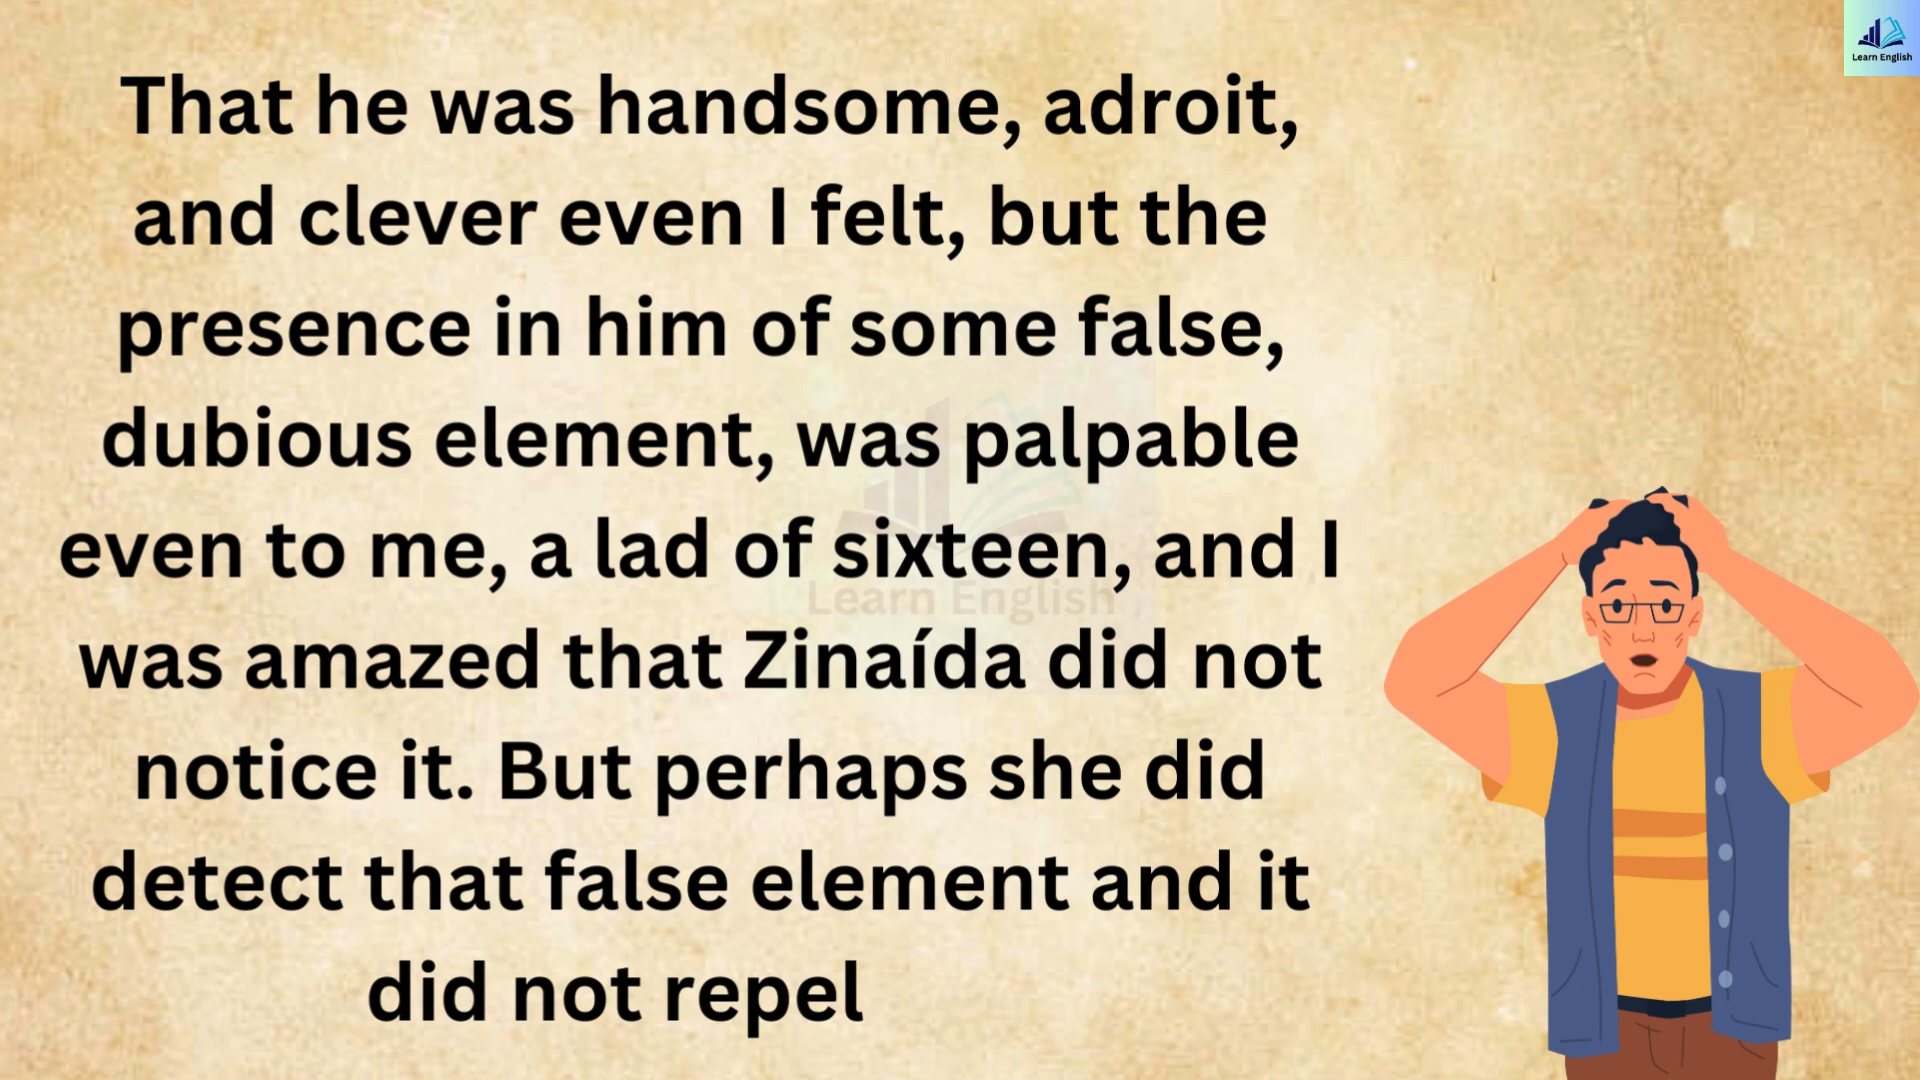 Learn English
That he was handsome, adroit,
and clever even I felt, but the
presence in him of some false,
dubious element, was palpable
even to me, a lad of sixteen, and I
Learn English
was amazed that Zinaída did not
notice it. But perhaps she did
detect that false element and it
did not repel